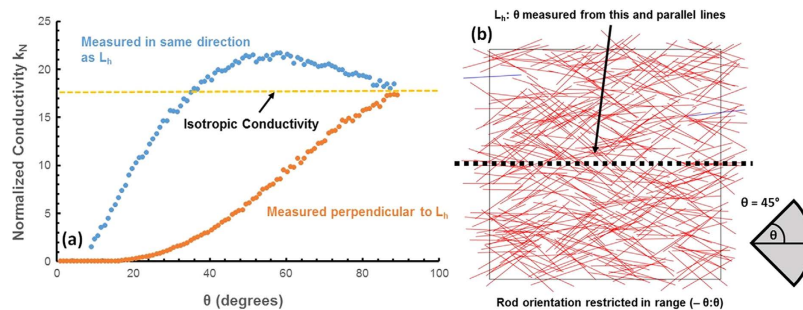 Normalized Conductivity kN
25
20
15
10
5
0
0
20
40
60
80
100
θ (degrees)
Measured in same direction
as Lh
Isotropic Conductivity
Measured perpendicular to Lh
(a)
(b)
Lh: θ measured from this and parallel lines
θ = 45°
θ
Rod orientation restricted in range (– θ:θ)